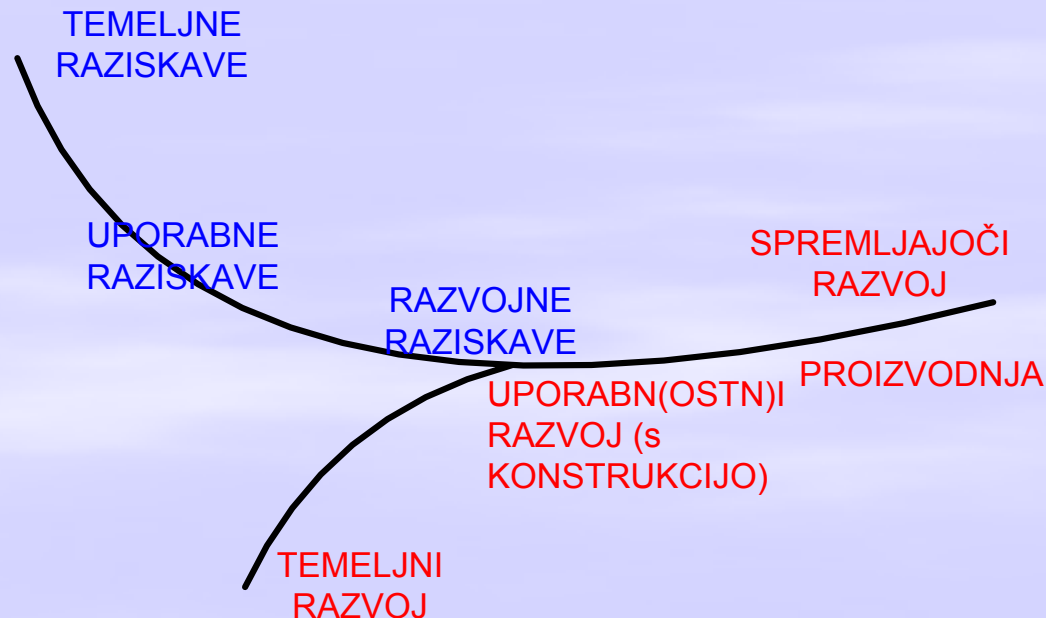 TEMELJNE
RAZISKAVE
UPORABNE
RAZISKAVE
RAZVOJNE
RAZISKAVE
SPREMLJAJOČI
RAZVOJ
PROIZVODNJA
UPORABN(OSTN)I
RAZVOJ (s
KONSTRUKCIJO)
TEMELJNI
RAZVOJ